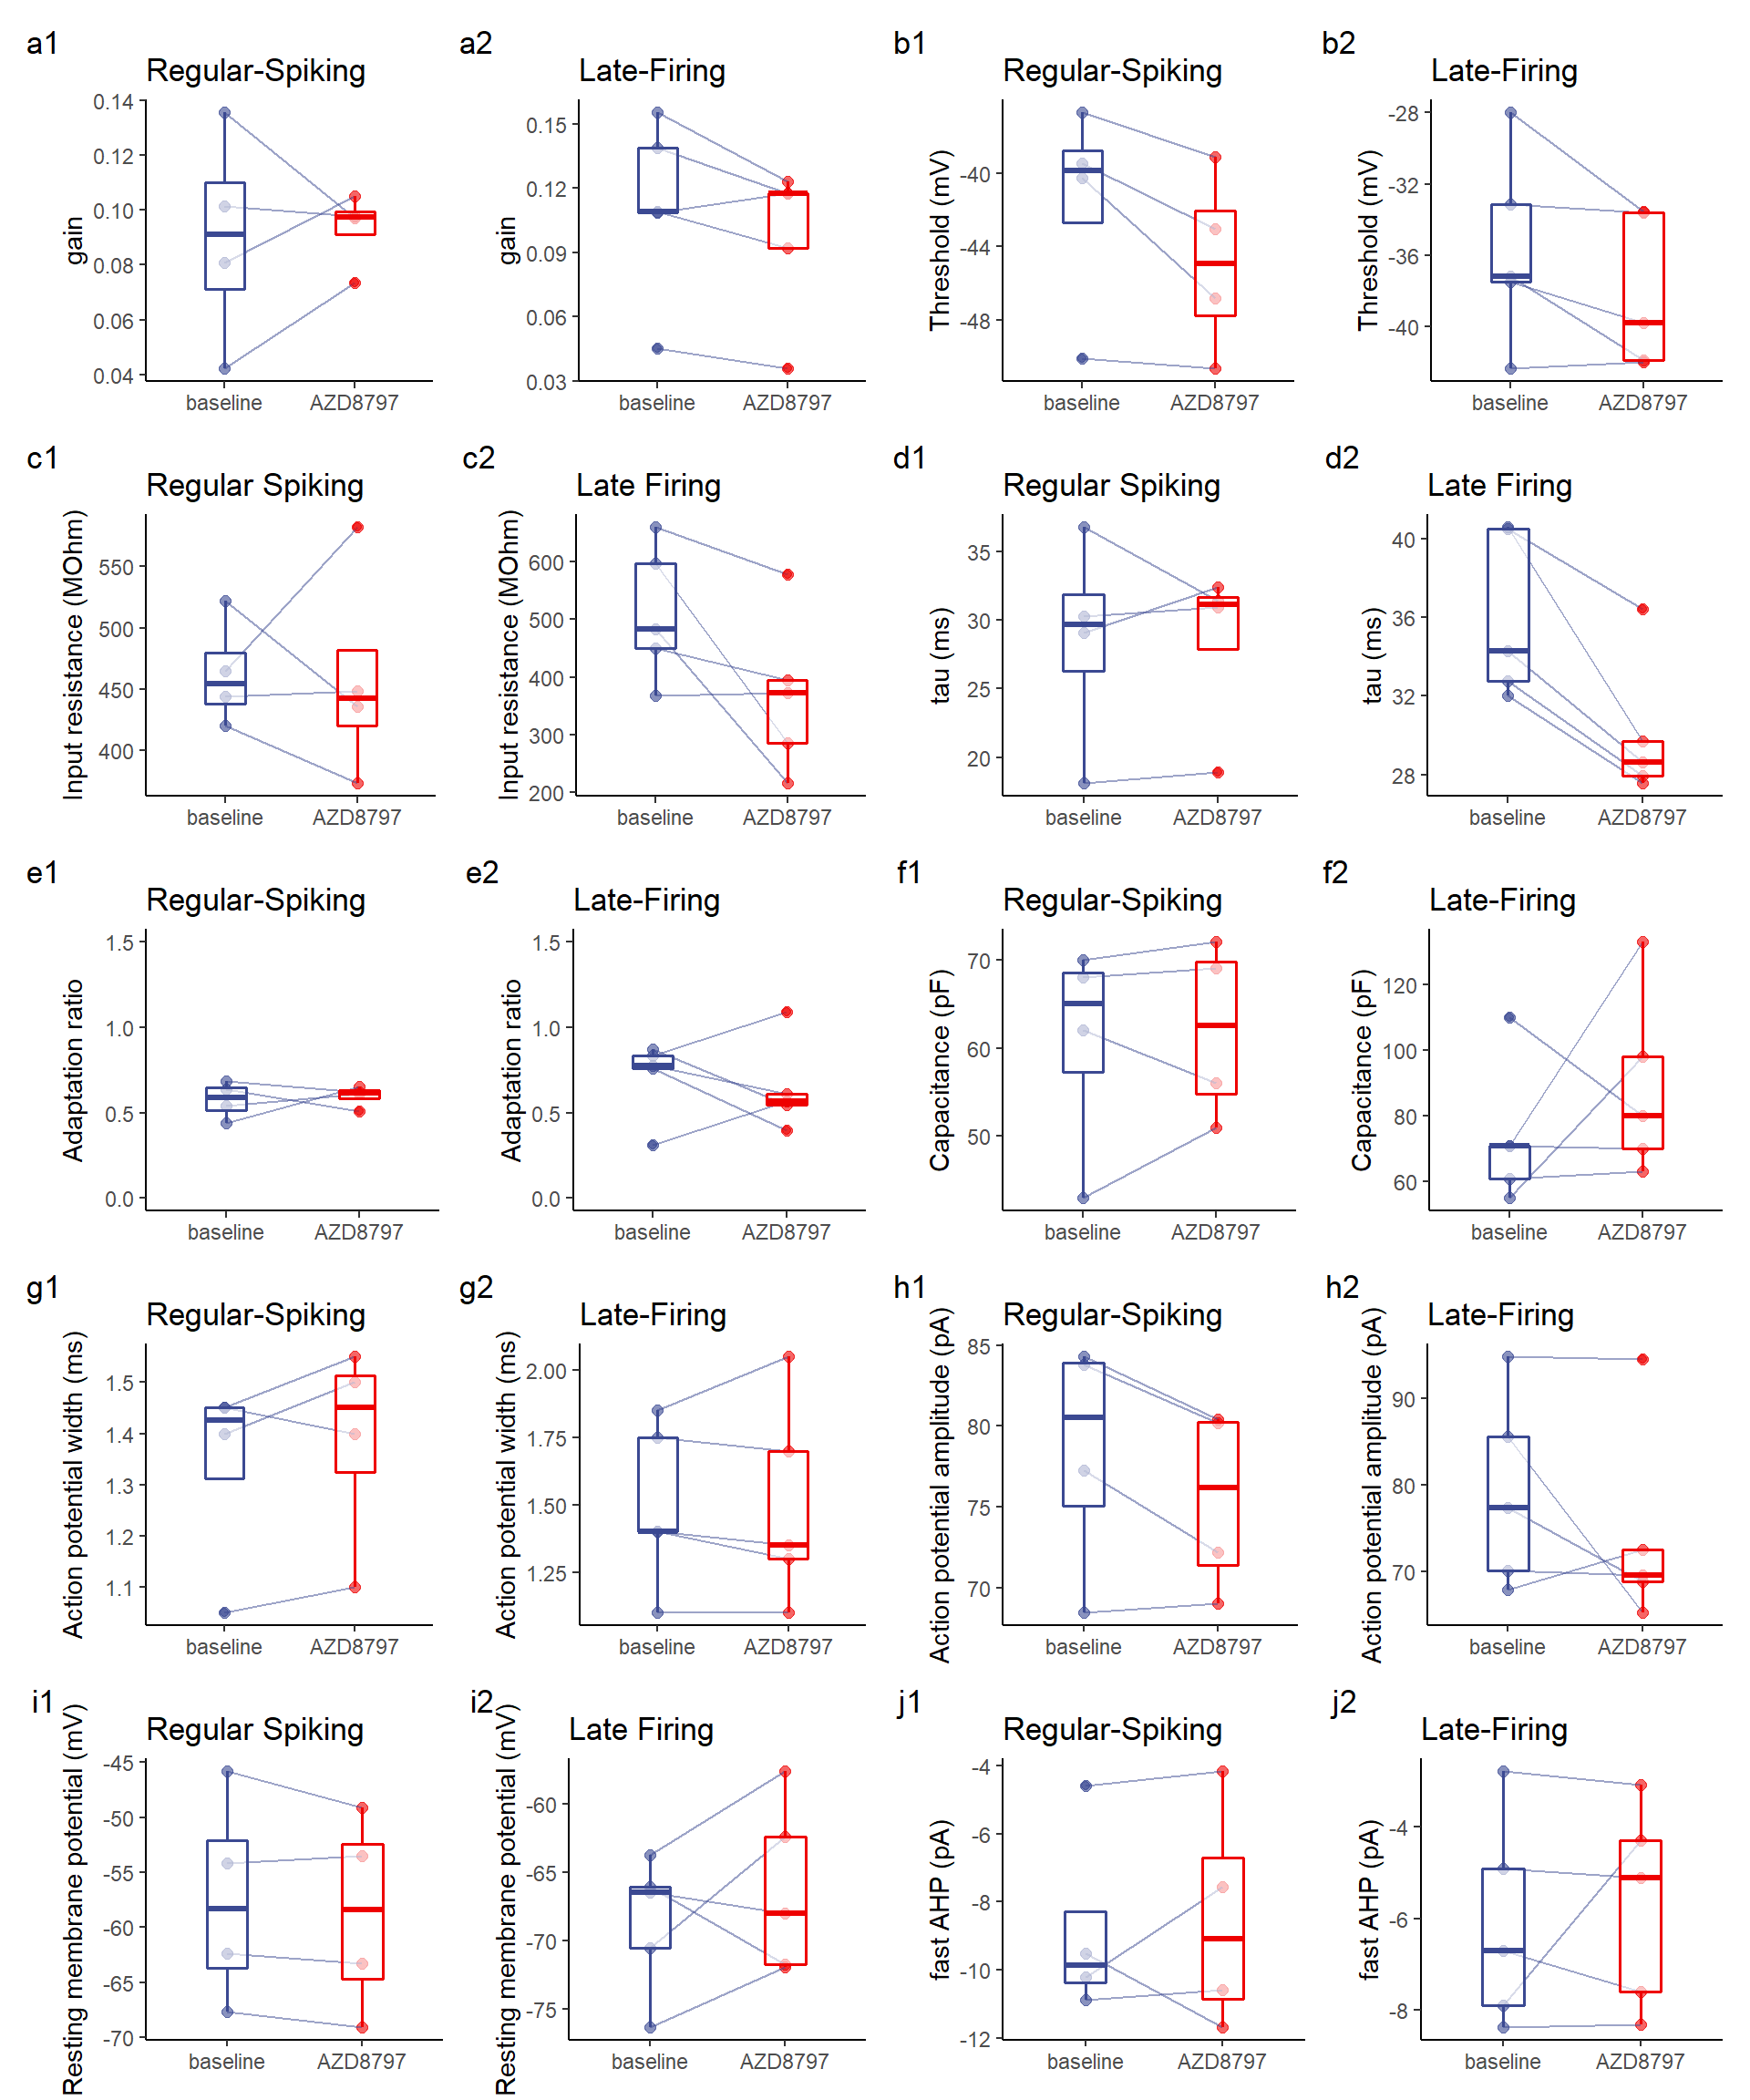 a1
Regular-Spiking
gain
0.14
0.12
0.10
0.08
0.06
0.04
baseline
AZD8797
a2
Late-Firing
gain
0.15
0.12
0.09
0.06
0.03
baseline
AZD8797
b1
Regular-Spiking
Threshold (mV)
-40
-44
-48
baseline
AZD8797
b2
Late-Firing
Threshold (mV)
-28
-32
-36
-40
baseline
AZD8797
c1
Regular Spiking
Input resistance (MOhm)
550
500
450
400
baseline
AZD8797
c2
Late Firing
Input resistance (MOhm)
600
500
400
300
200
baseline
AZD8797
d1
Regular Spiking
tau (ms)
35
30
25
20
baseline
AZD8797
d2
Late Firing
tau (ms)
40
36
32
28
baseline
AZD8797
e1
Regular-Spiking
Adaptation ratio
1.5
1.0
0.5
0.0
baseline
AZD8797
e2
Late-Firing
Adaptation ratio
1.5
1.0
0.5
0.0
baseline
AZD8797
f1
Regular-Spiking
Capacitance (pF)
70
60
50
baseline
AZD8797
f2
Late-Firing
Capacitance (pF)
120
100
80
60
baseline
AZD8797
g1
Regular-Spiking
Action potential width (ms)
1.5
1.4
1.3
1.2
1.1
baseline
AZD8797
g2
Late-Firing
Action potential width (ms)
2.00
1.75
1.50
1.25
baseline
AZD8797
h1
Regular-Spiking
Action potential amplitude (pA)
85
80
75
70
baseline
AZD8797
h2
Late-Firing
Action potential amplitude (pA)
90
80
70
baseline
AZD8797
i1
Regular Spiking
Resting membrane potential (mV)
-45
-50
-55
-60
-65
-70
baseline
AZD8797
i2
Late Firing
Resting membrane potential (mV)
-60
-65
-70
-75
baseline
AZD8797
j1
Regular-Spiking
fast AHP (pA)
-4
-6
-8
-10
-12
baseline
AZD8797
j2
Late-Firing
fast AHP (pA)
-4
-6
-8
baseline
AZD8797